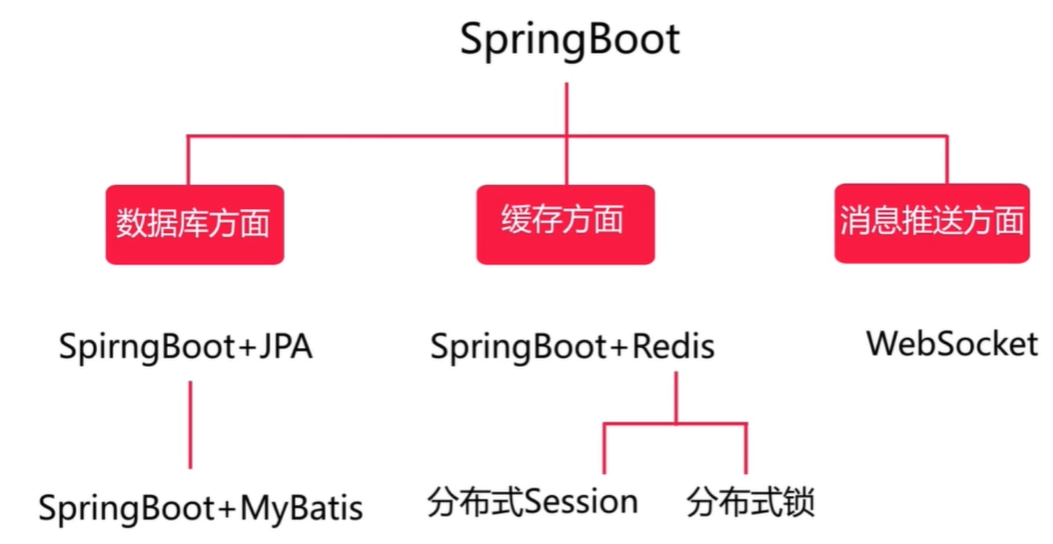 SpringBoot
数据库方面
缓存方面
消息推送方面
SpirngBoot+JPA
SpringBoot+Redis
WebSocket
SpringBoot+MyBatis
分布式Session
分布式锁